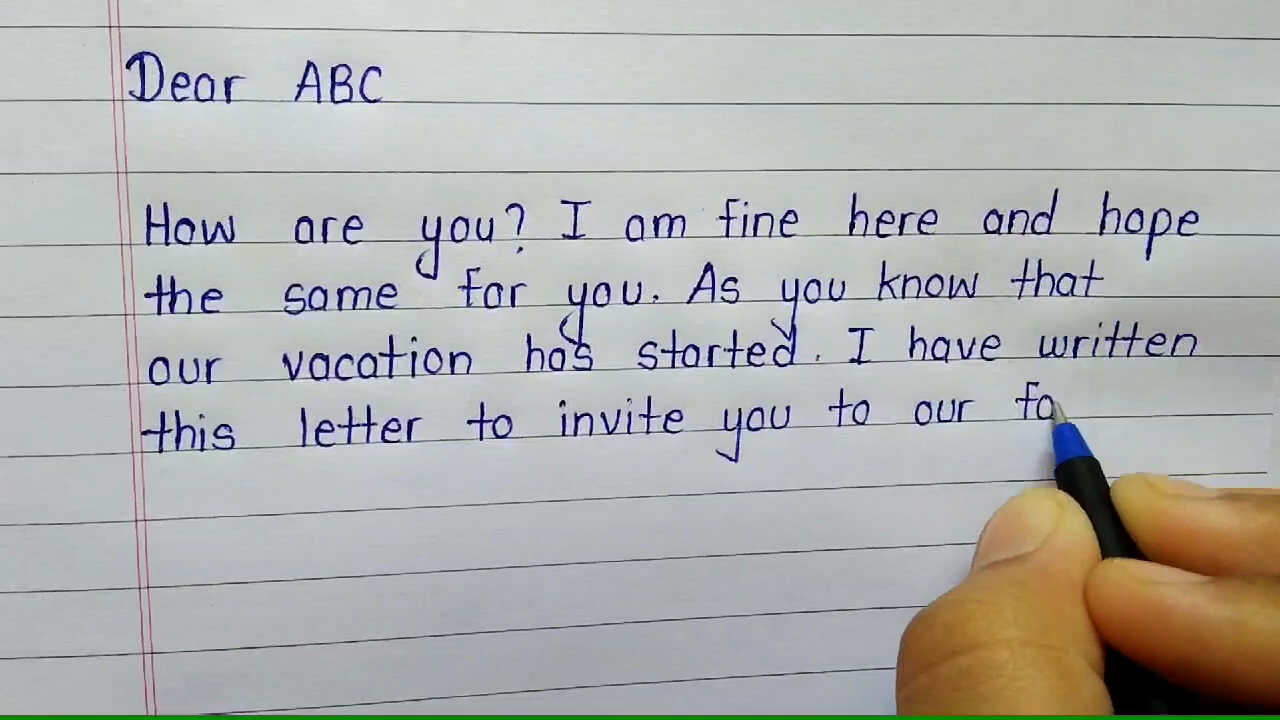 Dear ABC
How are you? I am fine here and hope
the same for you. As you know that
our vacation has started. I have written
this letter to invite you to our fa